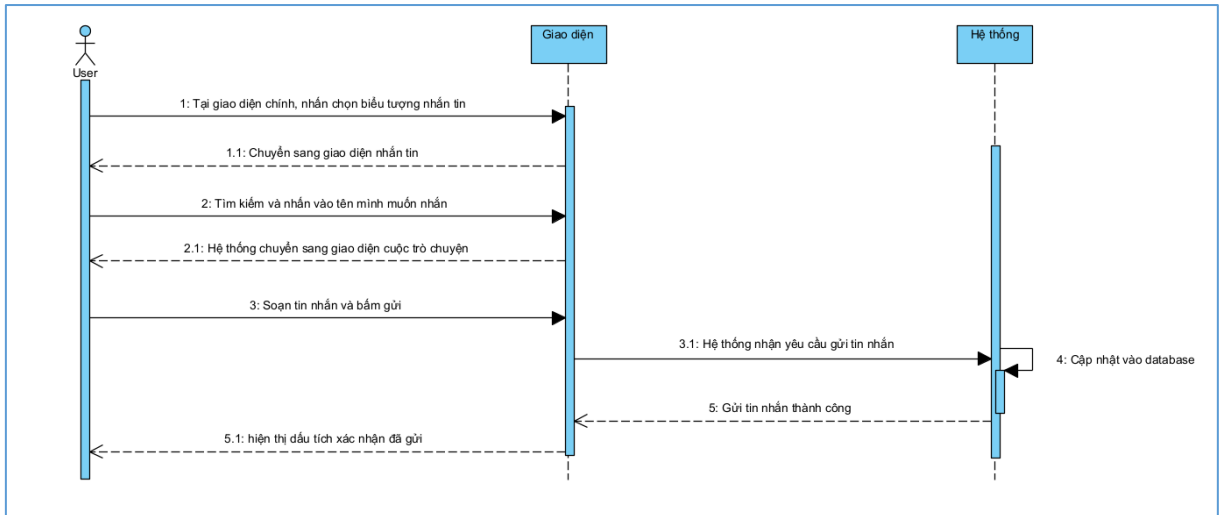 User
Giao diện
Hệ thống
1: Tại giao diện chính, nhấn chọn biểu tượng nhắn tin
1.1: Chuyển sang giao diện nhắn tin
2: Tìm kiếm và nhấn vào tên mình muốn nhắn
2.1: Hệ thống chuyển sang giao diện cuộc trò chuyện
3: Soạn tin nhắn và bấm gửi
3.1: Hệ thống nhận yêu cầu gửi tin nhắn
4: Cập nhật vào database
5: Gửi tin nhắn thành công
5.1: hiện thị dấu tích xác nhận đã gửi